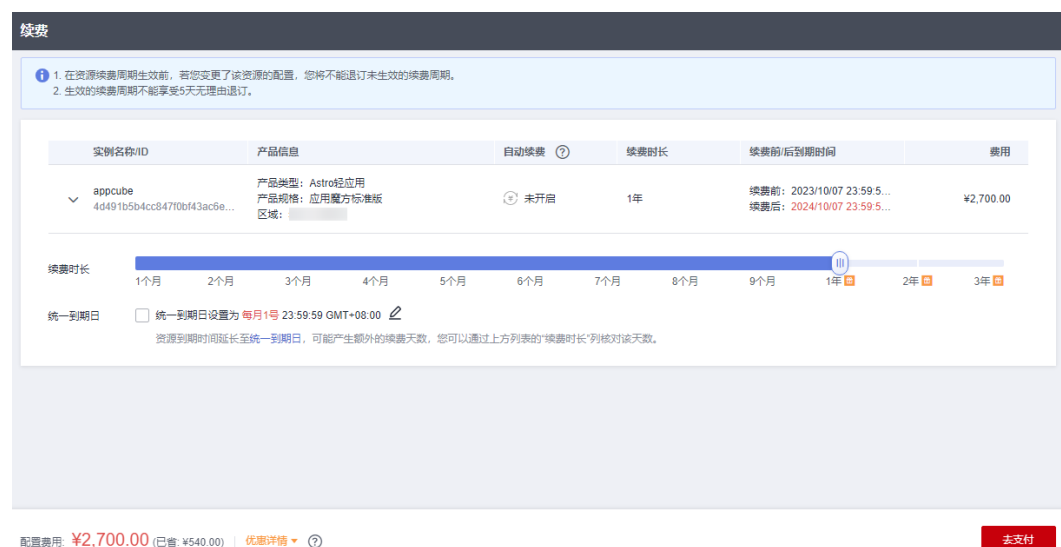 续费
1. 在资源续费周期生效前，若您变更了该资源的配置，您将不能退订未生效的续费周期。
2. 生效的续费周期不能享受5天无理由退订。
实例名称/ID 产品信息 自动续费 续费时长 续费前/后到期时间 费用
appcube
4d491b5b4cc847f0bf43ac6e...
产品类型：Astro轻应用
产品规格：应用魔方标准版
区域：
未开启
1年
续费前：2023/10/07 23:59:5...
续费后：2024/10/07 23:59:5...
¥2,700.00
续费时长
1个月 2个月 3个月 4个月 5个月 6个月 7个月 8个月 9个月 1年 2年 3年
统一到期日 统一到期日设置为 每月1号 23:59:59 GMT+08:00
资源到期时间延长至统一到期日，可能产生额外的续费天数，您可以通过上方列表的“续费时长”列核对该天数。
配置费用: ¥2,700.00 (已省: ¥540.00) 优惠详情
去支付